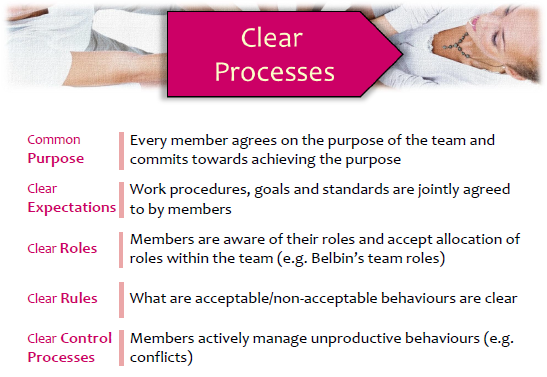 Clear
Processes
Common
Purpose
Every member agrees on the purpose of the team and
commits towards achieving the purpose
Clear
Expectations
Work procedures, goals and standards are jointly agreed
to by members
Clear Roles
Members are aware of their roles and accept allocation of
roles within the team (e.g. Belbin’s team roles)
Clear Rules
What are acceptable/non-acceptable behaviours are clear
Clear Control
Processes
Members actively manage unproductive behaviours (e.g.
conflicts)